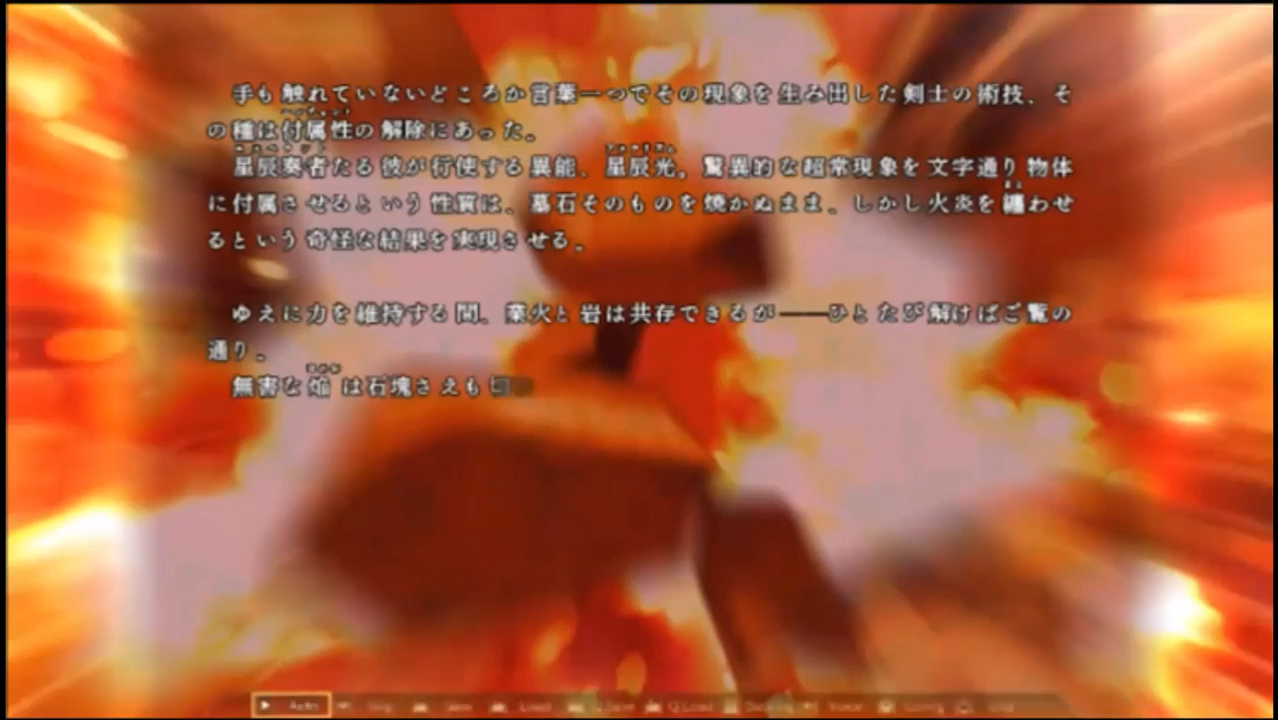 手も触れていないどころか言葉一つでその現象を生み出した剣士の術技、そ
の種は付属性の解除にあった。
星辰奏者たる彼が行使する異能、星辰光。驚異的な超常現象を文字通り物体
に付属させるという性質は、墓石そのものを焼かぬまま、しかし火炎を纏わせ
るという奇怪な結果を実現させる。
ゆえに力を維持する間、業火と岩は共存できるが――ひとたび解けばご覧の
通り。
無害な焔は石塊さえも
Auto
Load
Q.Load
Voice